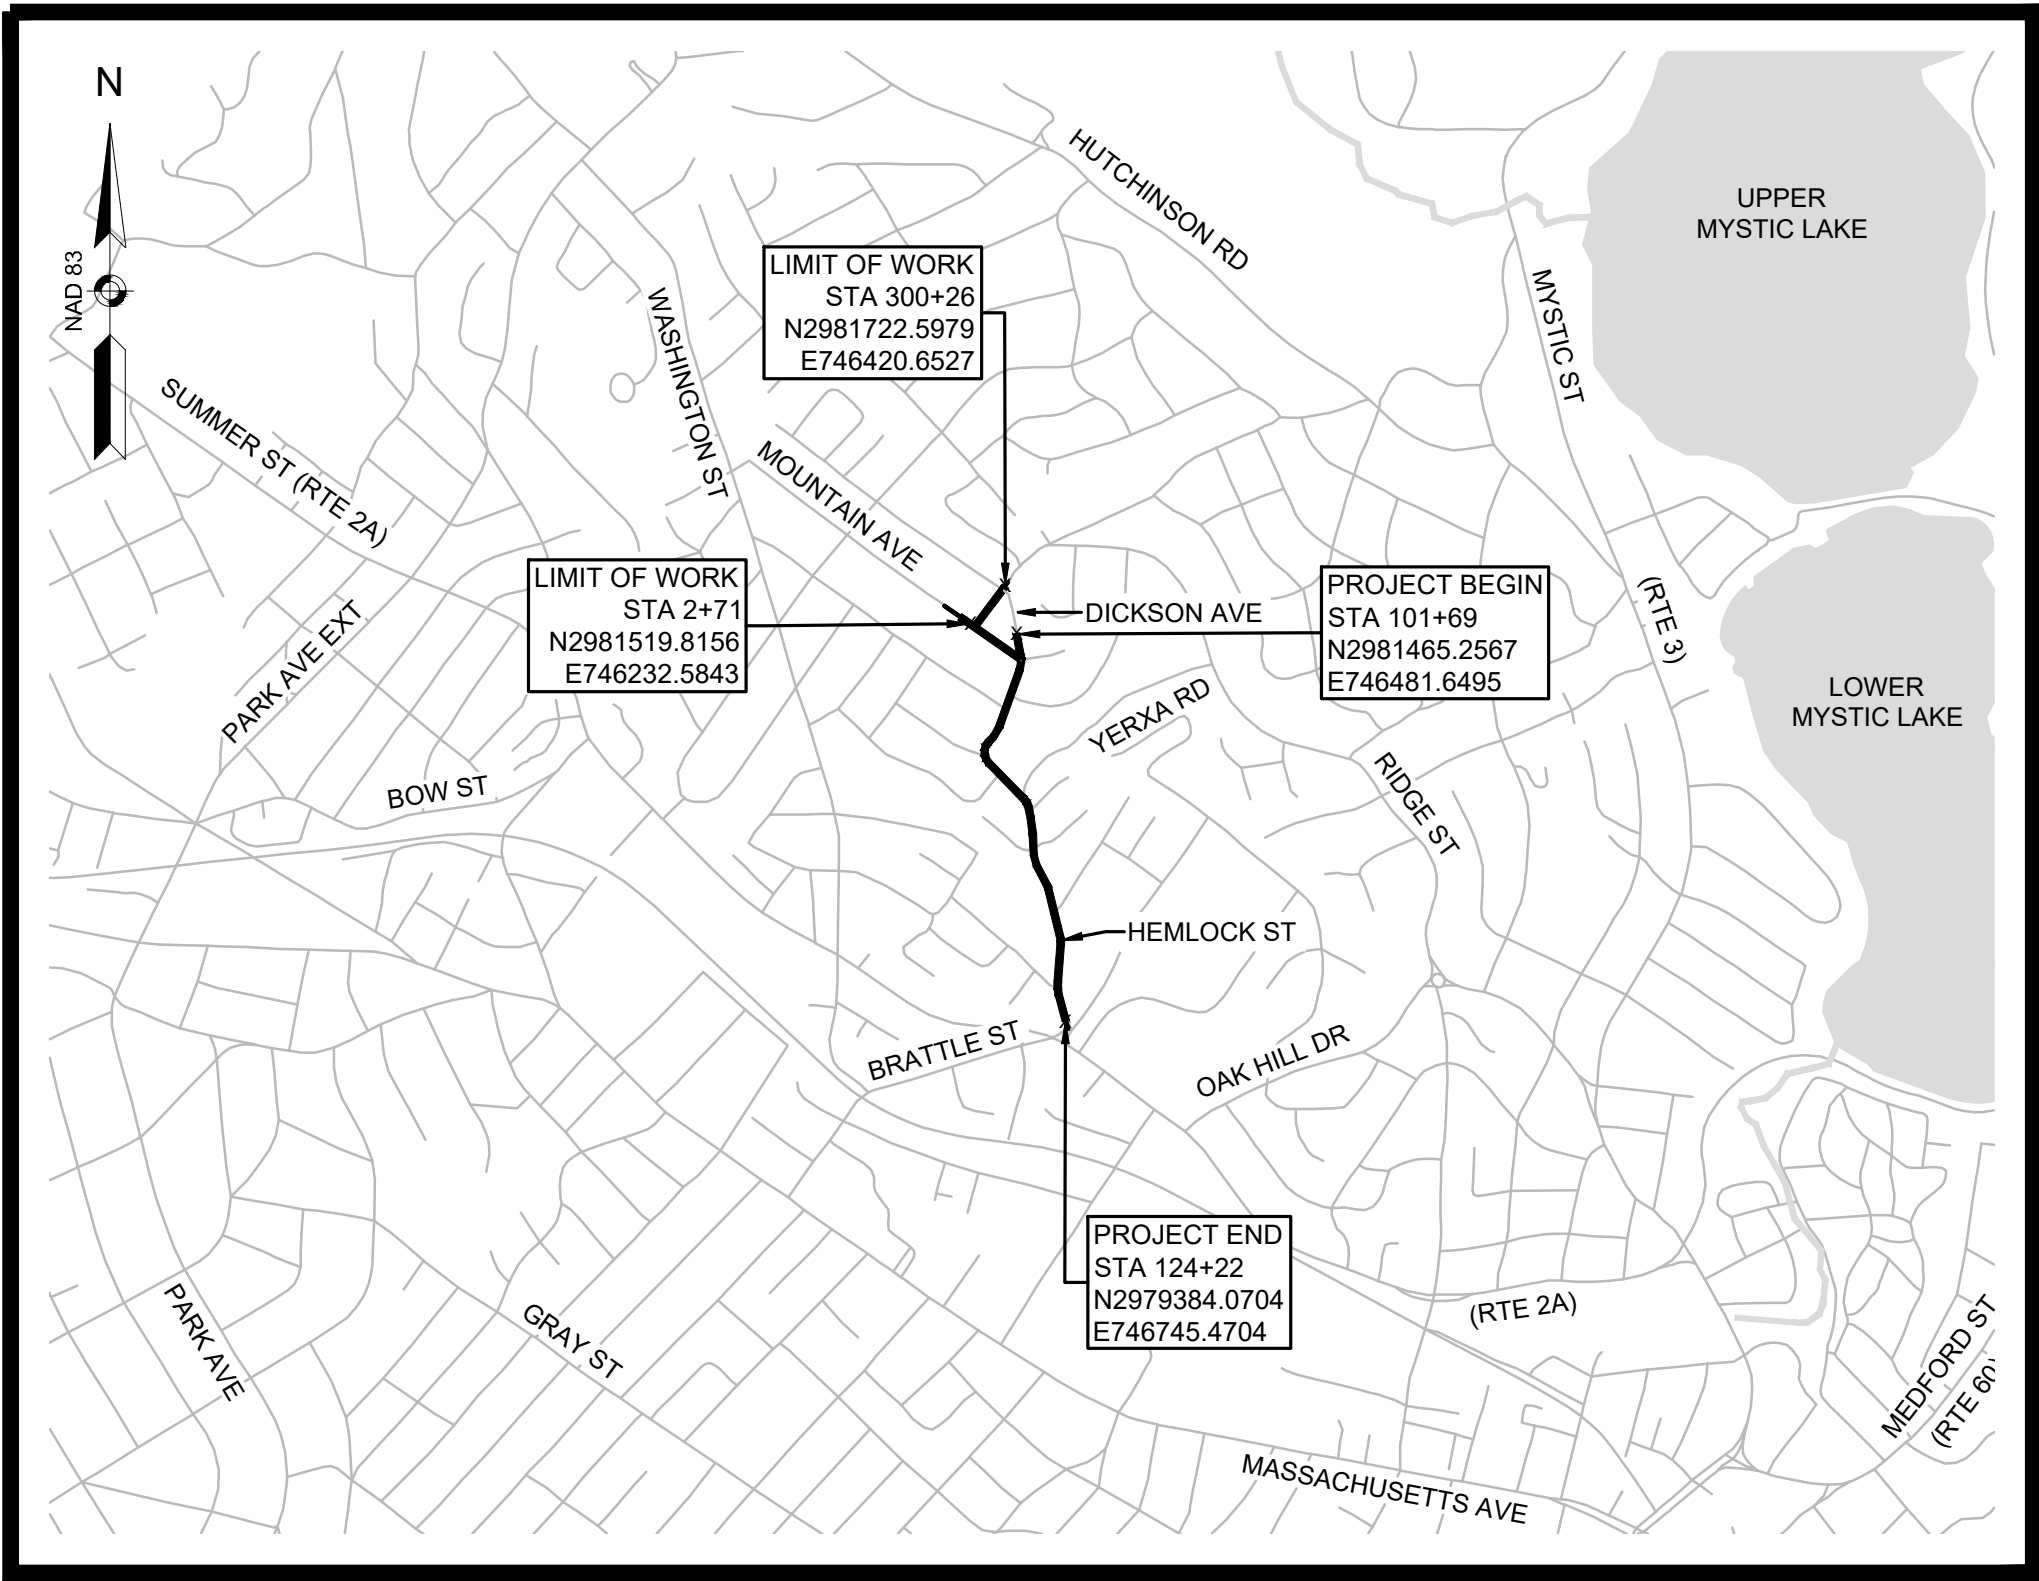 N
NAD 83
HUTCHINSON RD
UPPER
MYSTIC LAKE
LIMIT OF WORK
STA 300+26
N2981722.5979
E746420.6527
MYSTIC ST
(RTE 3)
WASHINGTON ST
SUMMER ST (RTE 2A)
MOUNTAIN AVE
LIMIT OF WORK
STA 2+71
N2981519.8156
E746232.5843
DICKSON AVE
PROJECT BEGIN
STA 101+69
N2981465.2567
E746481.6495
PARK AVE EXT
YERXA RD
LOWER
MYSTIC LAKE
BOW ST
RIDGE ST
HEMLOCK ST
BRATTLE ST
OAK HILL DR
PROJECT END
STA 124+22
N2979384.0704
E746745.4704
(RTE 2A)
PARK AVE
GRAY ST
MEDFORD ST
(RTE 60)
MASSACHUSETTS AVE